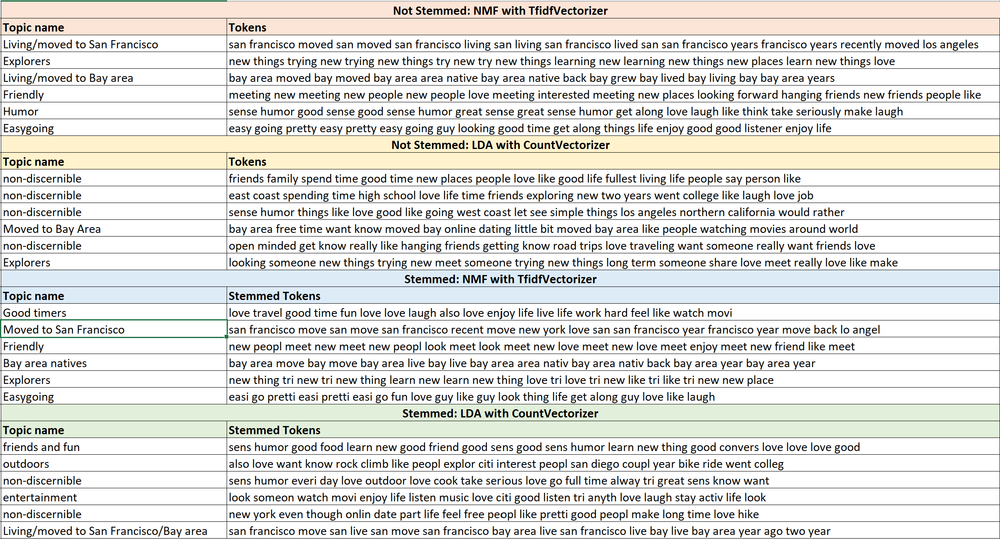 Not Stemmed: NMF with TfidfVectorizer
Topic name Tokens
Living/moved to San Francisco san francisco moved san moved san francisco living san living san francisco lived san san francisco years francisco years recently moved los angeles
Explorers new things trying new trying new things try new try new things learning new learning new things new places learn new things love
Living/moved to Bay area bay area moved bay moved bay area area native bay area native back bay grew bay lived bay living bay bay area years
Friendly meeting new meeting new people new people love meeting interested meeting new places looking forward hanging friends new friends people like
Humor sense humor good sense good sense humor great sense great sense humor get along love laugh like think take seriously make laugh
Easygoing easy going pretty easy pretty easy going guy looking good time get along things life enjoy good good listener enjoy life
Not Stemmed: LDA with CountVectorizer
Topic name Tokens
non-discernible friends family spend time good time new places people love like good life fullest living life people say person like
non-discernible east coast spending time high school love life time friends exploring new two years went college like laugh love job
non-discernible sense humor things like love good like going west coast let see simple things los angeles northern california would rather
Moved to Bay Area bay area free time want know moved bay online dating little bit moved bay area like people watching movies around world
non-discernible open minded get know really like hanging friends getting know road trips love traveling want someone really want friends love
Explorers looking someone new things trying new meet someone trying new things long term someone share love meet really love like make
Stemmed: NMF with TfidfVectorizer
Topic name Stemmed Tokens
Good timers love travel good time fun love love laugh also love enjoy life live life work hard feel like watch movi
Moved to San Francisco san francisco move san move san francisco recent move new york love san san francisco year francisco year move back lo angel
Friendly new peopl meet new meet new peopl look meet look meet new love meet new love meet enjoy meet new friend like meet
Bay area natives bay area move bay move bay area live bay live bay area area nativ bay area nativ back bay area year bay area year
Explorers new thing tri new tri new thing learn new learn new thing love tri love tri new like tri like tri new new place
Easygoing easi go pretti easi pretti easi go fun love guy like guy look thing life get along guy love like laugh
Stemmed: LDA with CountVectorizer
Topic name Stemmed Tokens
friends and fun sens humor good food learn new good friend good sens good sens humor learn new thing good convers love love love good
outdoors also love want know rock climb like peopl explor citi interest peopl san diego coupl year bike ride went colleg
non-discernible sens humor everi day love outdoor love cook take serious love go full time alway tri great sens know want
entertainment look someon watch movi enjoy life listen music love citi good listen tri anyth love laugh stay activ life look
non-discernible new york even though onlin date part life feel free peopl like pretti good peopl make long time love hike
Living/moved to San Francisco/Bay area san francisco move san live san move san francisco bay area live san francisco live bay live bay area year ago two year